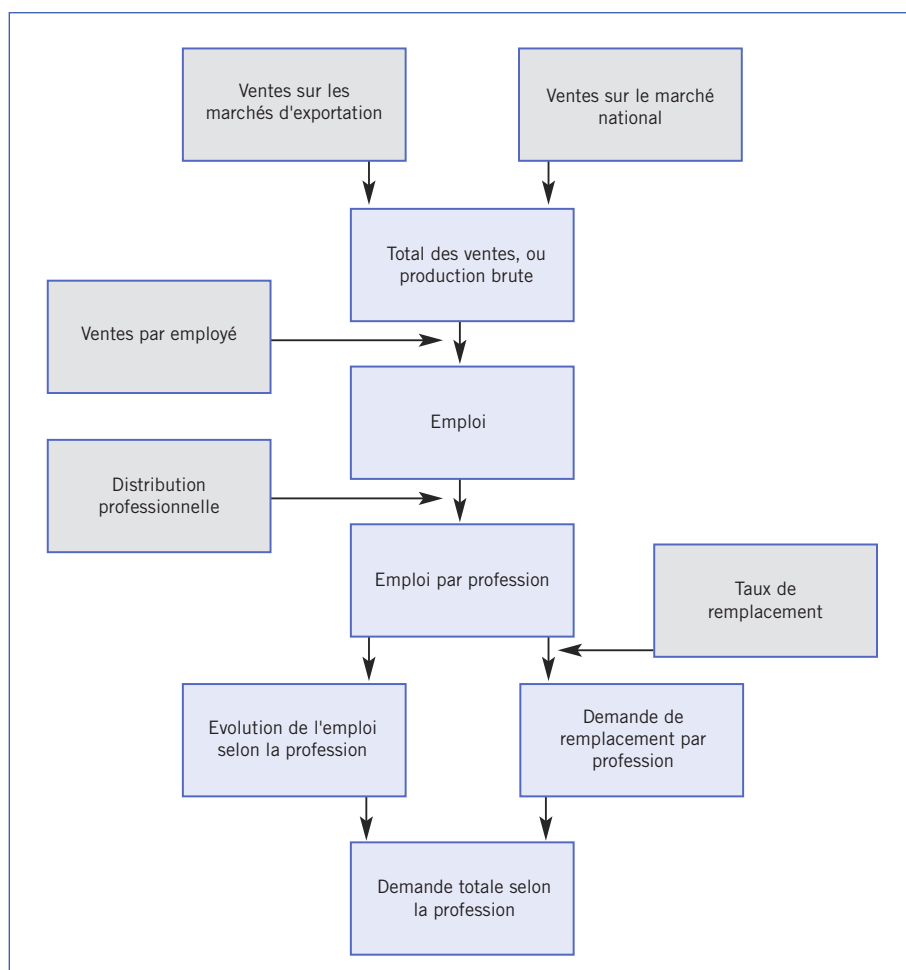 Ventes sur les
marchés d'exportation
Ventes sur le marché
national
Total des ventes, ou
production brute
Ventes par employé
Emploi
Distribution
professionnelle
Emploi par profession
Taux de
remplacement
Evolution de l'emploi
selon la profession
Demande de
remplacement par
profession
Demande totale selon
la profession